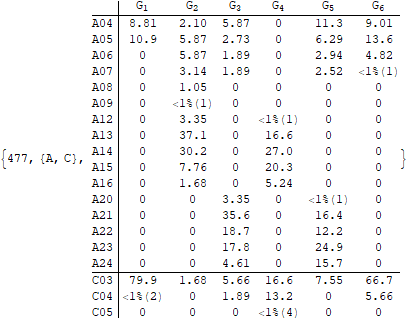 G1 G2 G3 G4 G5 G6
A04 8.81 2.10 5.87 0 11.3 9.01
A05 10.9 5.87 2.73 0 6.29 13.6
A06 0 5.87 1.89 0 2.94 4.82
A07 0 3.14 1.89 0 2.52 <1%(1)
A08 0 1.05 0 0 0 0
A09 0 <1%(1) 0 0 0 0
A12 0 3.35 0 <1%(1) 0 0
A13 0 37.1 0 16.6 0 0
A14 0 30.2 0 27.0 0 0
{477, {A, C}, A15 0 7.76 0 20.3 0 0 }
A16 0 1.68 0 5.24 0 0
A20 0 0 3.35 0 <1%(1) 0
A21 0 0 35.6 0 16.4 0
A22 0 0 18.7 0 12.2 0
A23 0 0 17.8 0 24.9 0
A24 0 0 4.61 0 15.7 0
C03 79.9 1.68 5.66 16.6 7.55 66.7
C04 <1%(2) 0 1.89 13.2 0 5.66
C05 0 0 0 <1%(4) 0 0